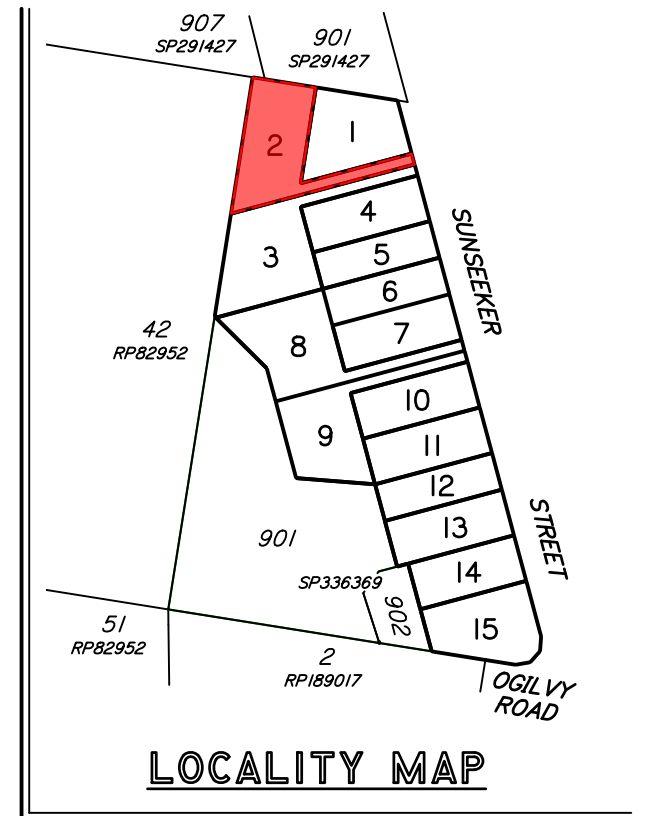 907
SP291427
901
SP291427
1
2
4
3
5
6
7
SUNSEEKER
42
RP82952
8
10
9
11
12
13
STREET
901
14
SP336369
902
15
51
RP82952
2
RP189017
OGILVY
ROAD
LOCALITY MAP